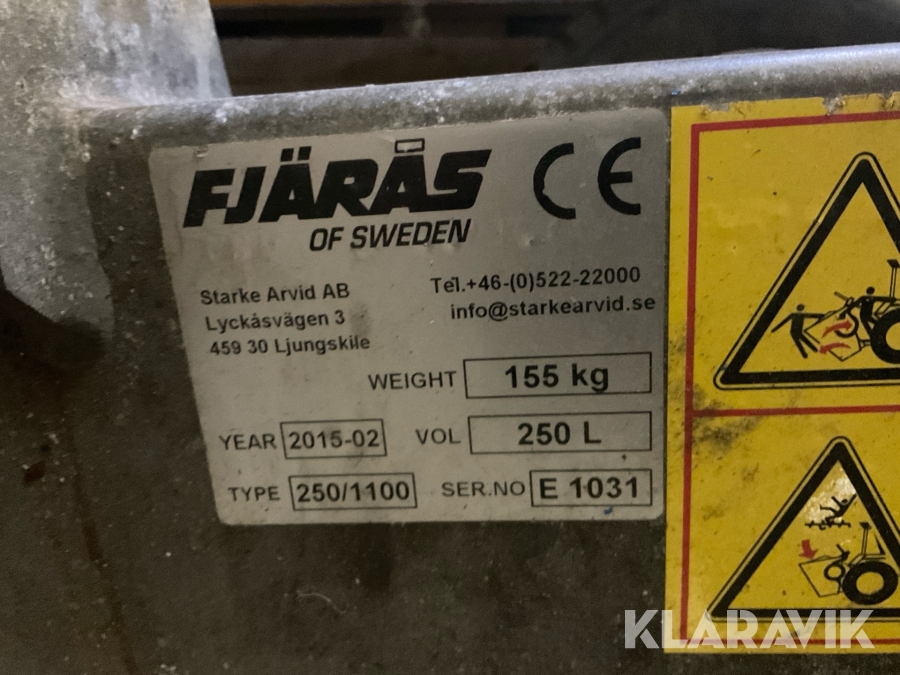 FJÄRÅS CE
OF SWEDEN
Starke Arvid AB Tel.+46-(0)522-22000
Lyckåsvägen 3 info@starkearvid.se
459 30 Ljungskile
WEIGHT 155 kg
YEAR 2015-02 VOL 250 L
TYPE 250/1100 SER.NO E 1031
KLARAVIK